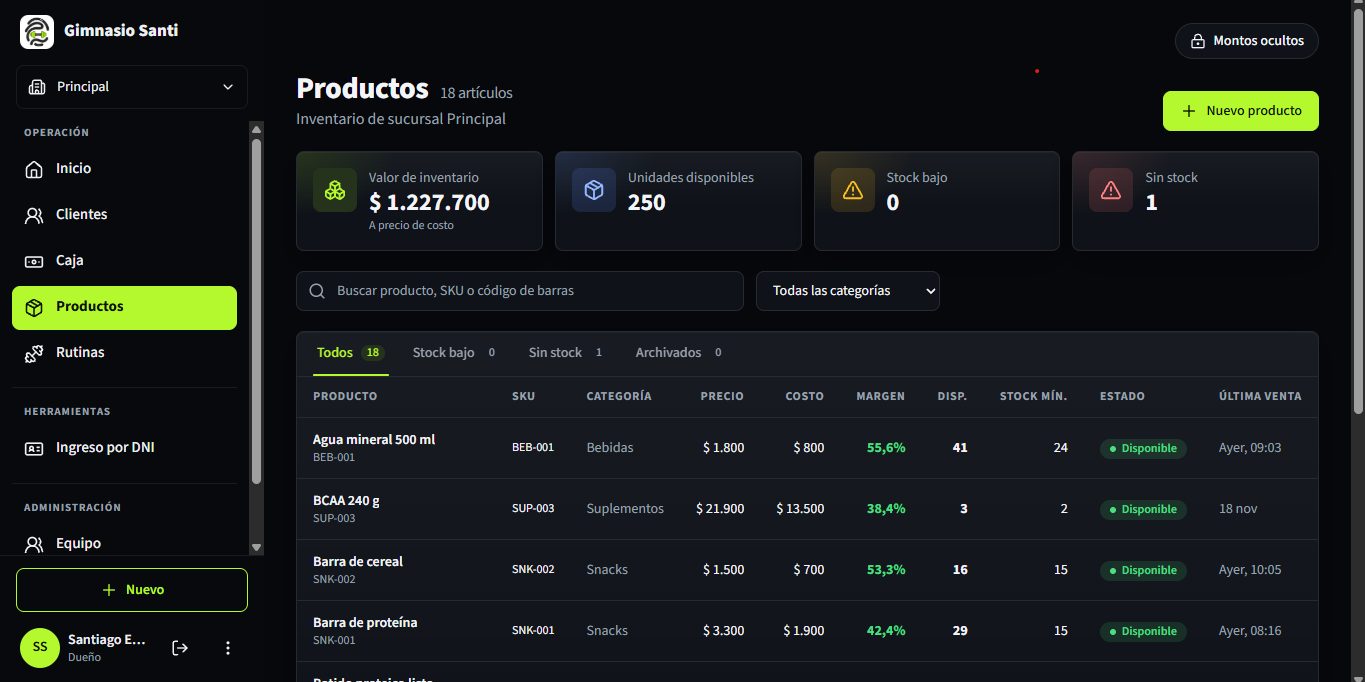 Gimnasio Santi
Principal
OPERACIÓN
Inicio
Clientes
Caja
Productos
Rutinas
HERRAMIENTAS
Ingreso por DNI
ADMINISTRACIÓN
Equipo
+ Nuevo
SS
Santiago E...
Dueño
Montos ocultos
Productos 18 artículos
Inventario de sucursal Principal
+ Nuevo producto
Valor de inventario
$ 1.227.700
A precio de costo
Unidades disponibles
250
Stock bajo
0
Sin stock
1
Buscar producto, SKU o código de barras
Todas las categorías
Todos 18 Stock bajo 0 Sin stock 1 Archivados 0
PRODUCTO SKU CATEGORÍA PRECIO COSTO MARGEN DISP. STOCK MÍN. ESTADO ÚLTIMA VENTA
Agua mineral 500 ml
BEB-001
BEB-001 Bebidas $ 1.800 $ 800 55,6% 41 24 Disponible Ayer, 09:03
BCAA 240 g
SUP-003
SUP-003 Suplementos $ 21.900 $ 13.500 38,4% 3 2 Disponible 18 nov
Barra de cereal
SNK-002
SNK-002 Snacks $ 1.500 $ 700 53,3% 16 15 Disponible Ayer, 10:05
Barra de proteína
SNK-001
SNK-001 Snacks $ 3.300 $ 1.900 42,4% 29 15 Disponible Ayer, 08:16